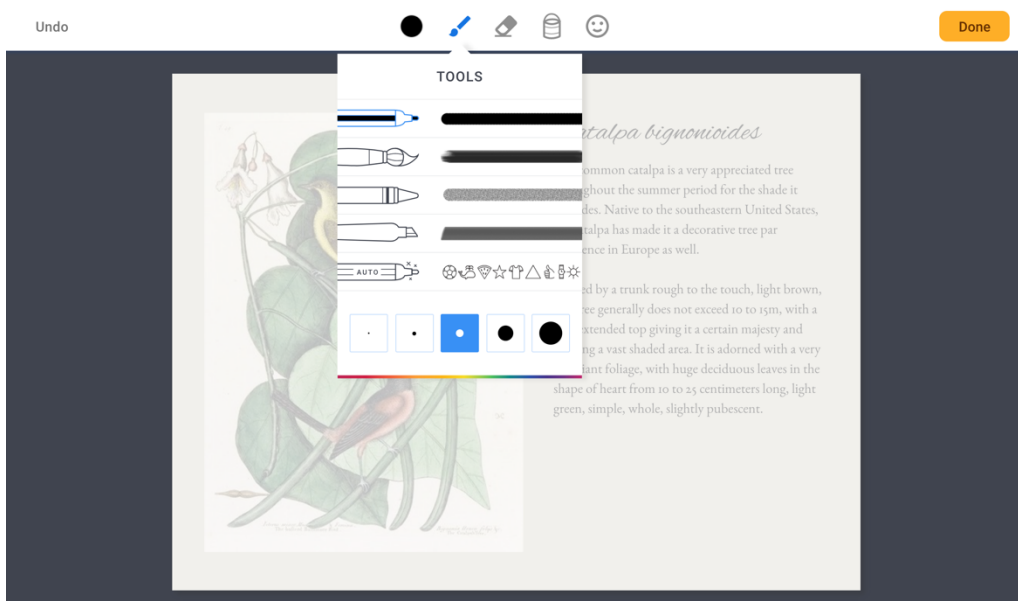 Undo
Done
TOOLS
AUTO
atalpa bignonioides
ommon catalpa is a very appreciated tree
ghout the summer period for the shade it
des. Native to the southeastern United States,
talpa has made it a decorative tree par
ence in Europe as well.
ed by a trunk rough to the touch, light brown,
ree generally does not exceed 10 to 15m, with a
extended top giving it a certain majesty and
ng a vast shaded area. It is adorned with a very
iant foliage, with huge deciduous leaves in the
shape of heart from 10 to 25 centimeters long, light
green, simple, whole, slightly pubescent.